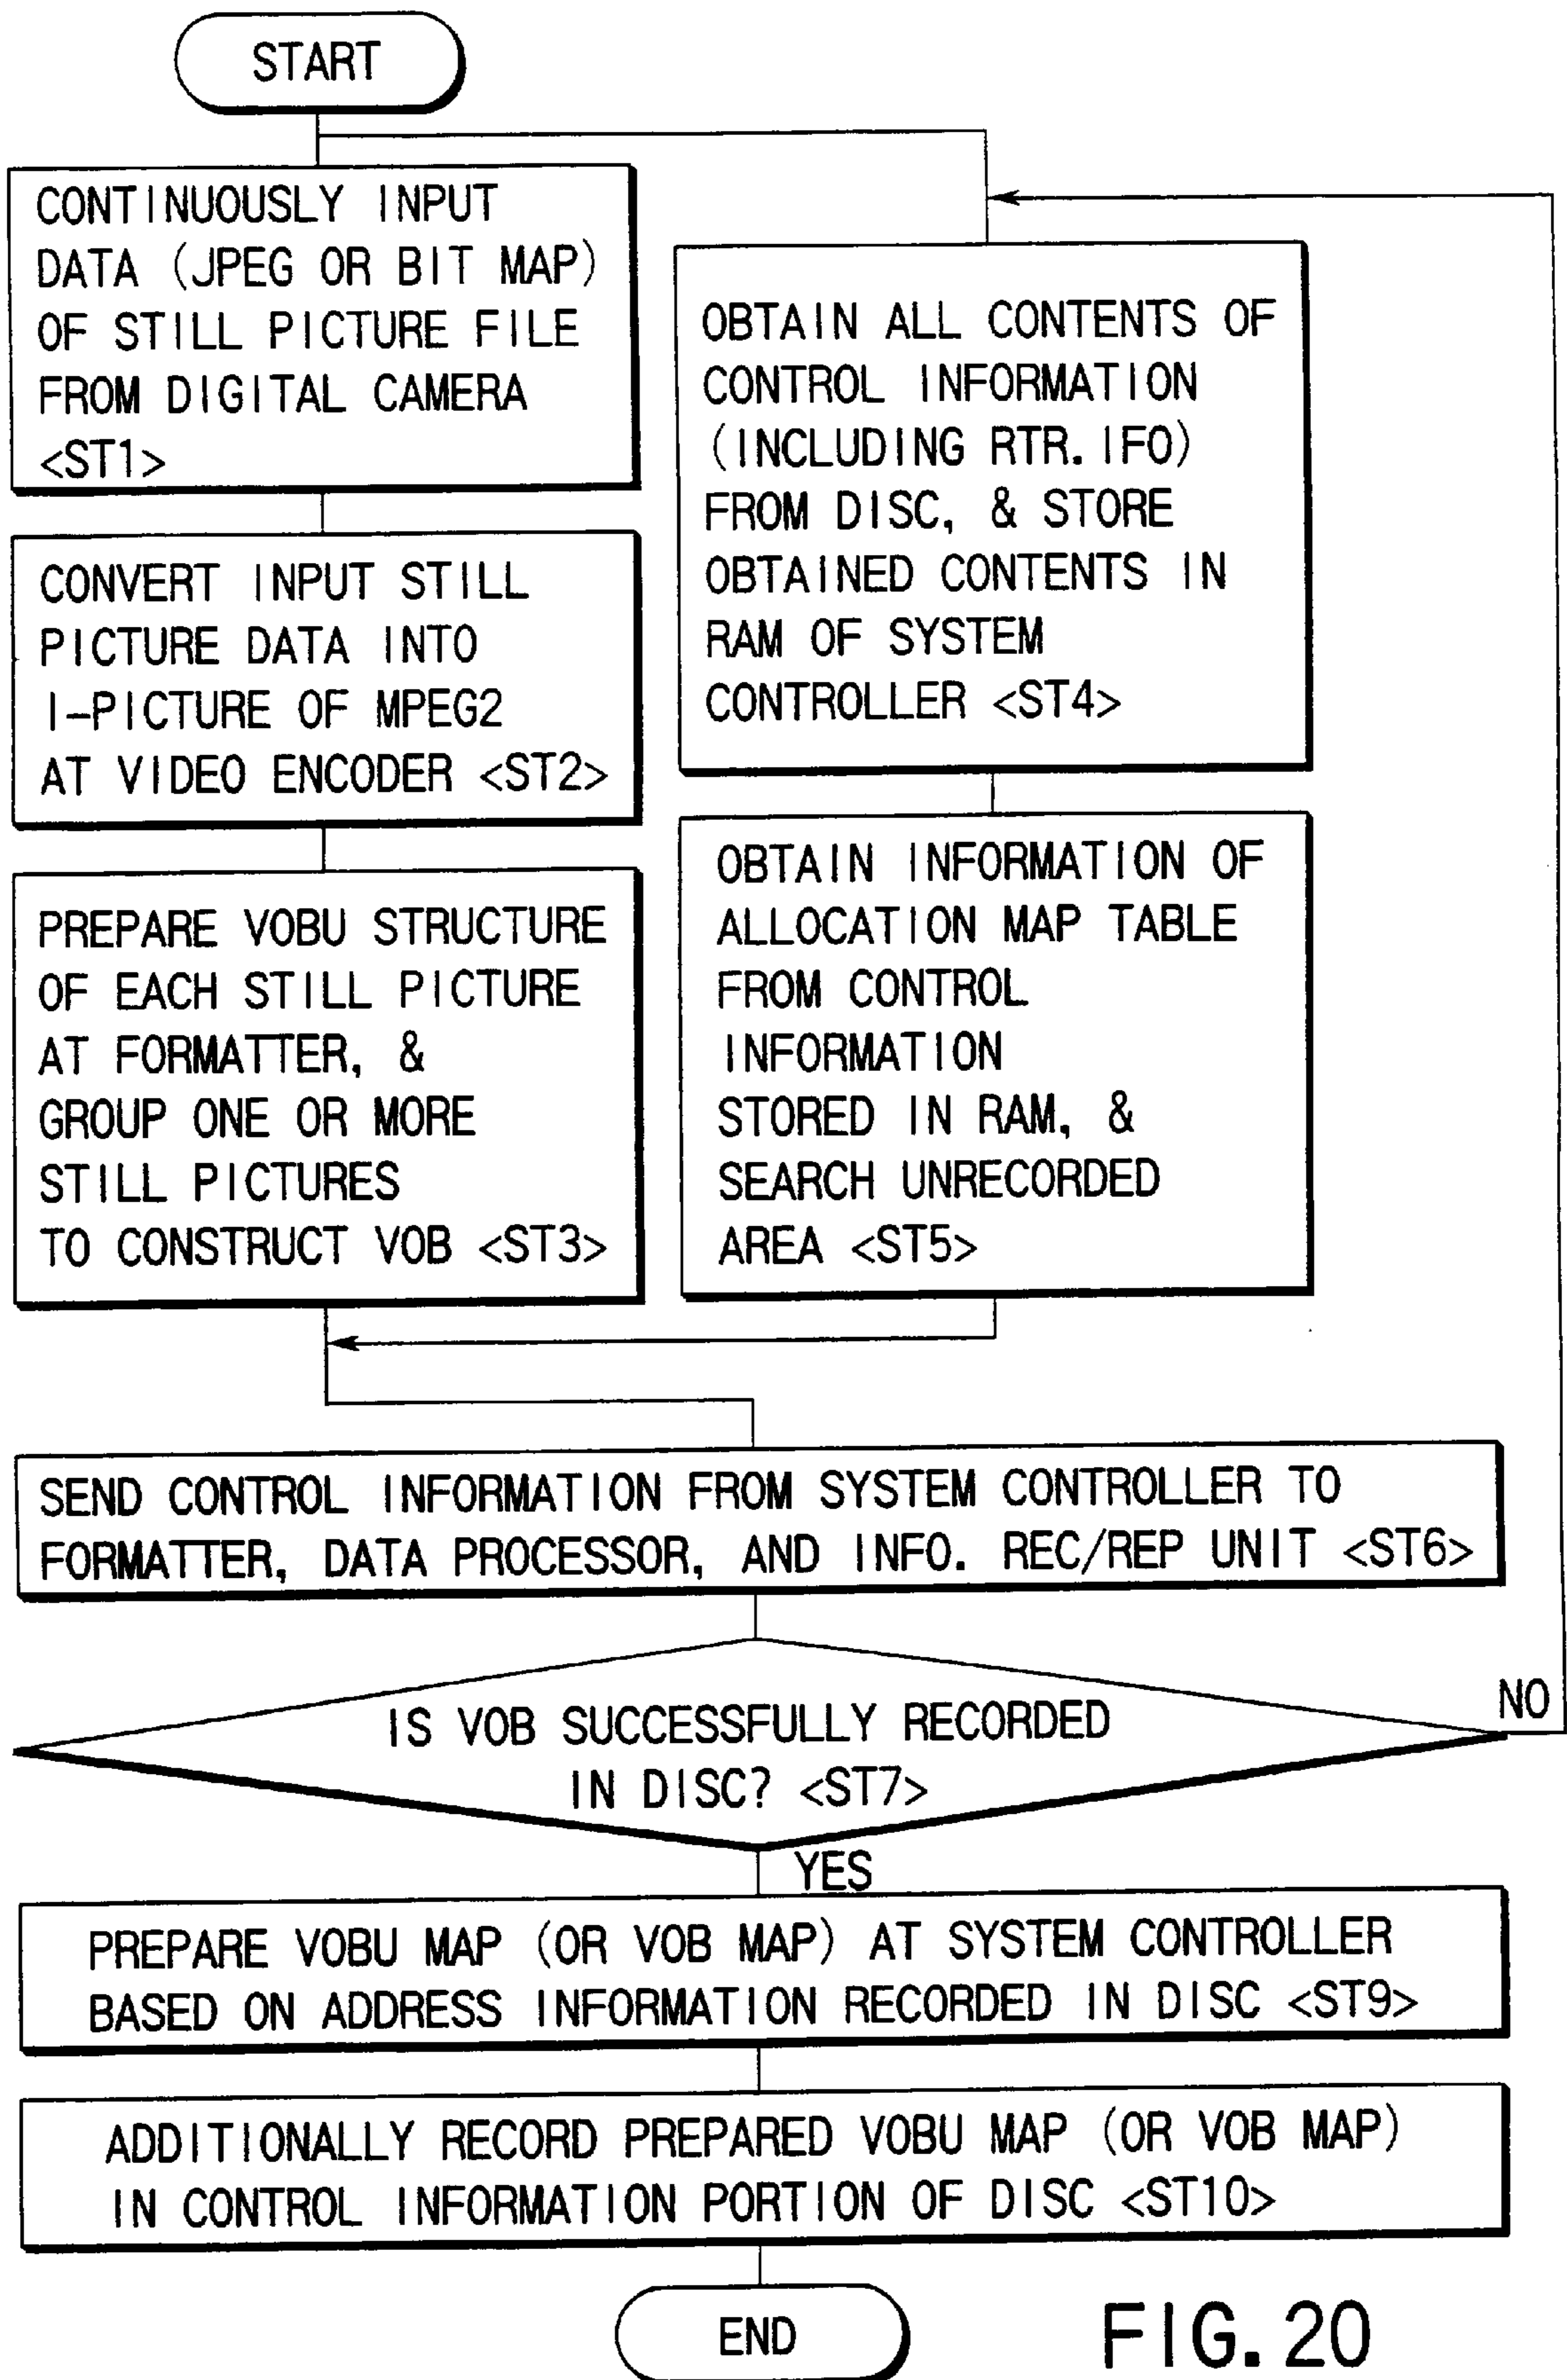 START
CONTINUOUSLY INPUT
DATA (JPEG OR BIT MAP)
OF STILL PICTURE FILE
FROM DIGITAL CAMERA
<ST1>
CONVERT INPUT STILL
PICTURE DATA INTO
I-PICTURE OF MPEG2
AT VIDEO ENCODER <ST2>
PREPARE VOBU STRUCTURE
OF EACH STILL PICTURE
AT FORMATTER, &
GROUP ONE OR MORE
STILL PICTURES
TO CONSTRUCT VOB <ST3>
OBTAIN ALL CONTENTS OF
CONTROL INFORMATION
(INCLUDING RTR. IFO)
FROM DISC, & STORE
OBTAINED CONTENTS IN
RAM OF SYSTEM
CONTROLLER <ST4>
OBTAIN INFORMATION OF
ALLOCATION MAP TABLE
FROM CONTROL
INFORMATION
STORED IN RAM, &
SEARCH UNRECORDED
AREA <ST5>
SEND CONTROL INFORMATION FROM SYSTEM CONTROLLER TO
FORMATTER, DATA PROCESSOR, AND INFO. REC/REP UNIT <ST6>
IS VOB SUCCESSFULLY RECORDED
IN DISC? <ST7>
NO
YES
PREPARE VOBU MAP (OR VOB MAP) AT SYSTEM CONTROLLER
BASED ON ADDRESS INFORMATION RECORDED IN DISC <ST9>
ADDITIONALLY RECORD PREPARED VOBU MAP (OR VOB MAP)
IN CONTROL INFORMATION PORTION OF DISC <ST10>
END
FIG. 20